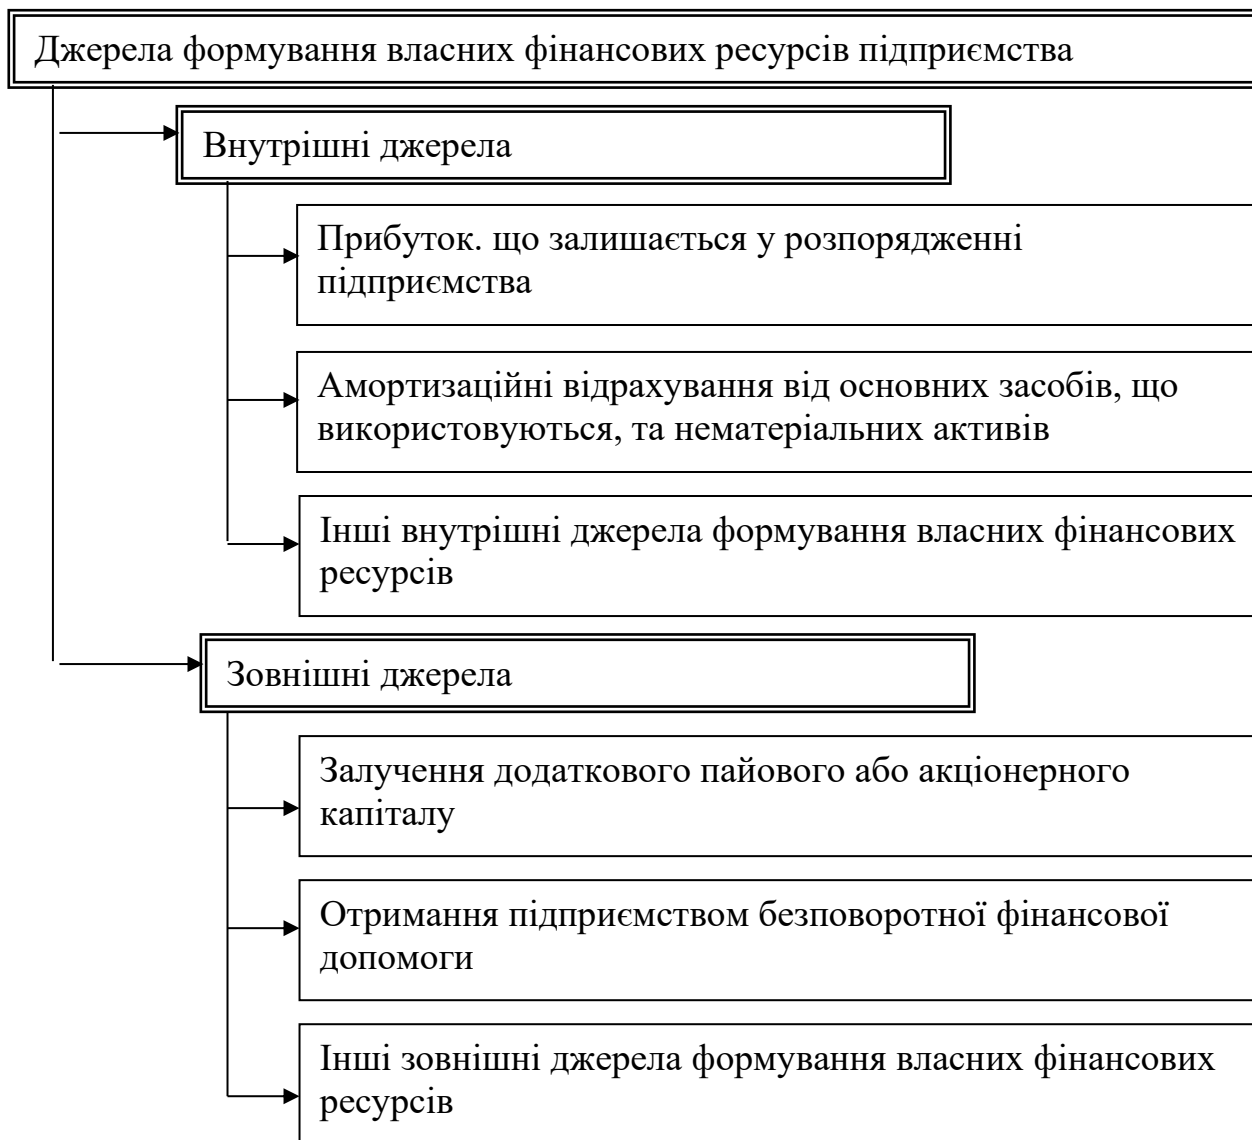 Джерела формування власних фінансових ресурсів підприємства
Внутрішні джерела
Прибуток. що залишається у розпорядженні
підприємства
Амортизаційні відрахування від основних засобів, що
використовуються, та нематеріальних активів
Інші внутрішні джерела формування власних фінансових
ресурсів
Зовнішні джерела
Залучення додаткового пайового або акціонерного
капіталу
Отримання підприємством безповоротної фінансової
допомоги
Інші зовнішні джерела формування власних фінансових
ресурсів